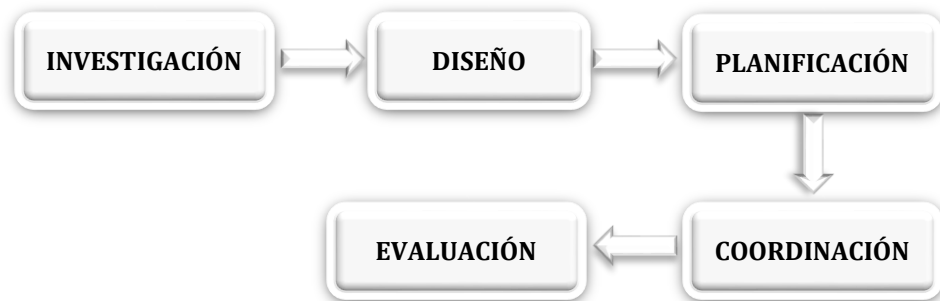 INVESTIGACIÓN
DISEÑO
PLANIFICACIÓN
COORDINACIÓN
EVALUACIÓN